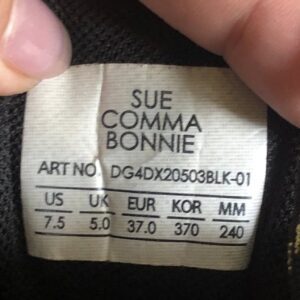 SUE
COMMA
BONNIE
ART NO. DG4DX20503BLK-01
US UK EUR KOR MM
7.5 5.0 37.0 370 240